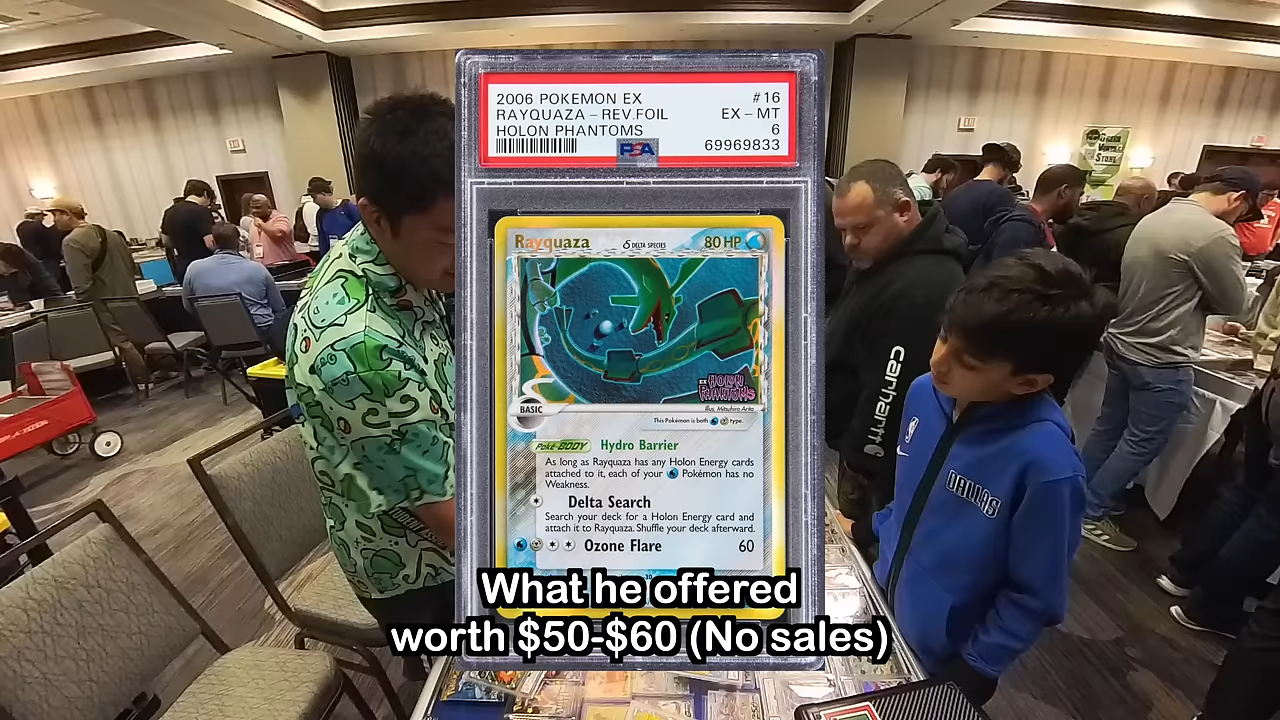 2006 POKEMON EX #16
RAYQUAZA - REV.FOIL EX - MT
HOLON PHANTOMS 6
PSA 69969833
Rayquaza δ DELTA SPECIES 80 HP
EX HOLON
PHANTOMS
BASIC
Illus. Mitsuhiro Arita
This Pokémon is both type.
Poké-BODY Hydro Barrier
As long as Rayquaza has any Holon Energy cards
attached to it, each of your Pokémon has no
Weakness.
Delta Search
Search your deck for a Holon Energy card and
attach it to Rayquaza. Shuffle your deck afterward.
Ozone Flare 60
What he offered
worth $50-$60 (No sales)
carhartt
DALLAS